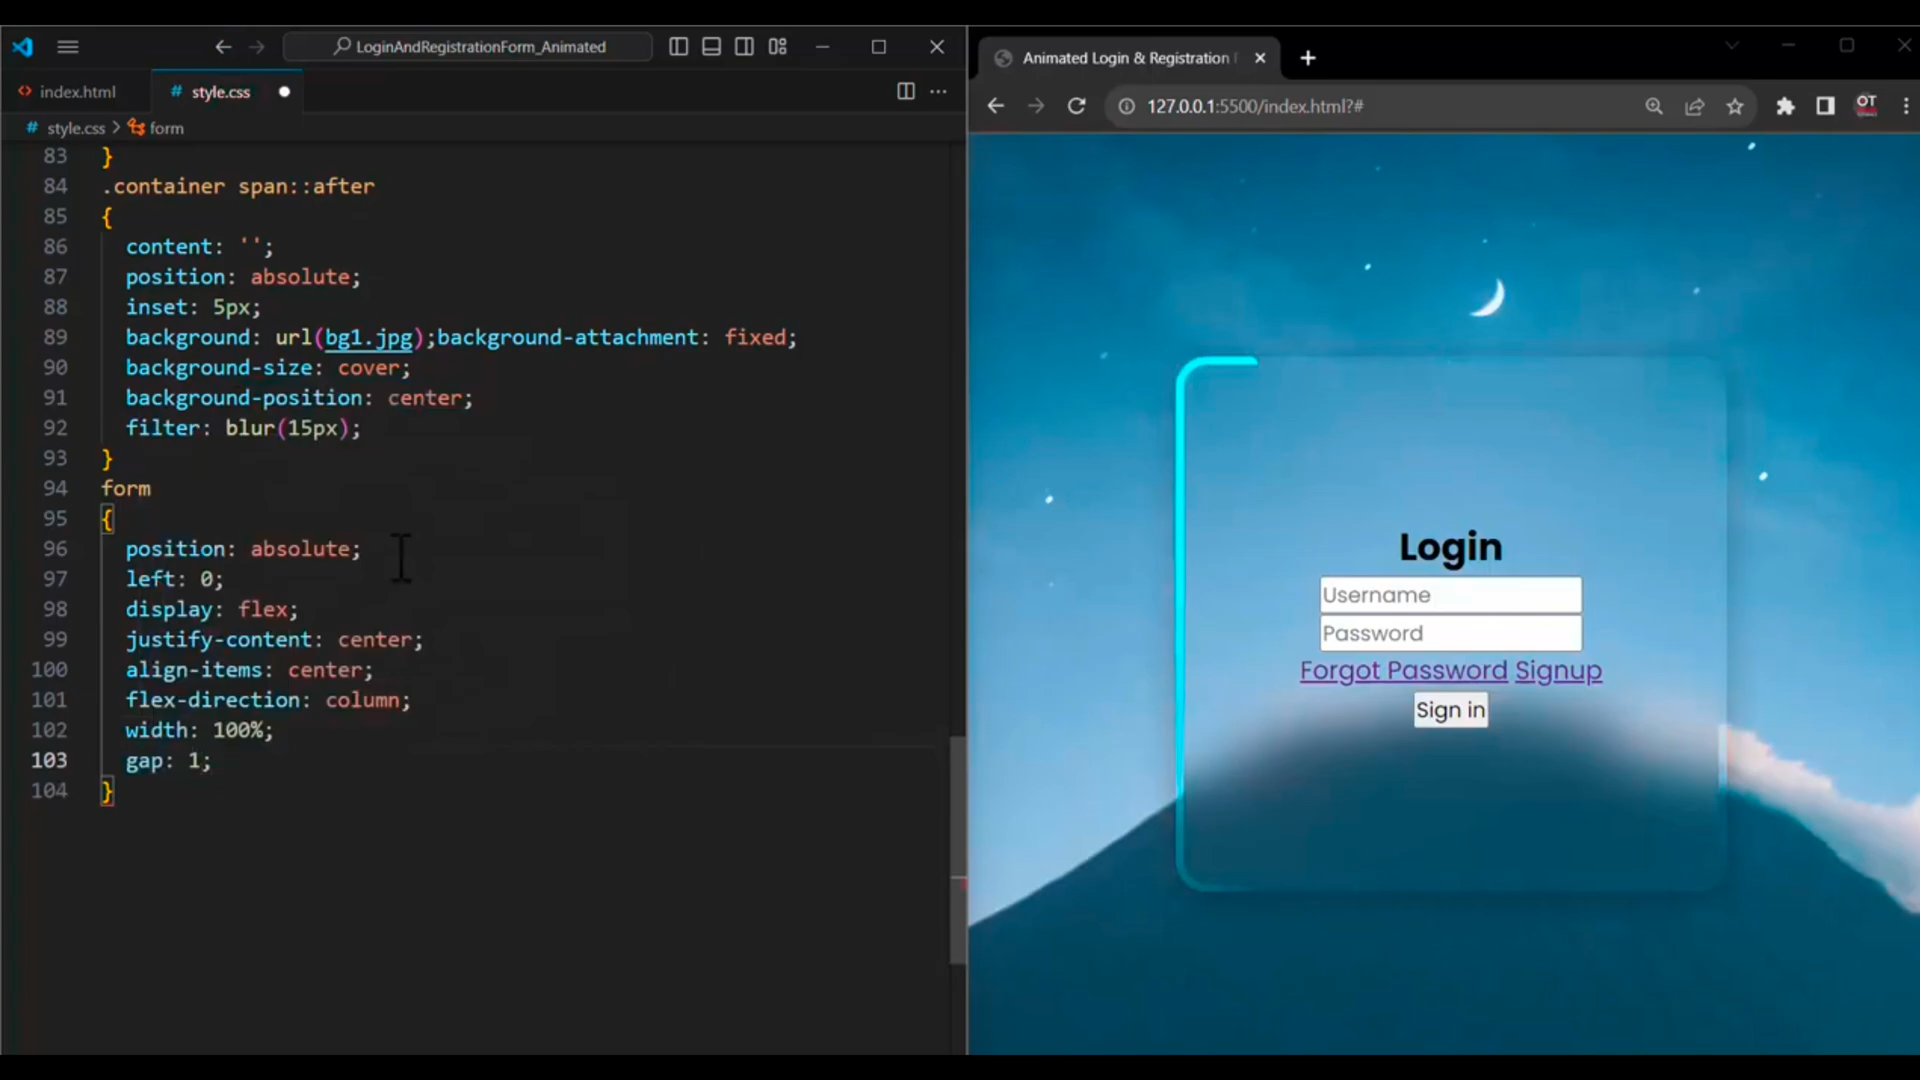 LoginAndRegistrationForm_Animated
index.html
# style.css
# style.css > form
83 }
84 .container span::after
85 {
86 content: '';
87 position: absolute;
88 inset: 5px;
89 background: url(bg1.jpg);background-attachment: fixed;
90 background-size: cover;
91 background-position: center;
92 filter: blur(15px);
93 }
94 form
95 {
96 position: absolute;
97 left: 0;
98 display: flex;
99 justify-content: center;
100 align-items: center;
101 flex-direction: column;
102 width: 100%;
103 gap: 1;
104 }
Animated Login & Registration
127.0.0.1:5500/index.html?#
OT
Login
Username
Password
Forgot Password Signup
Sign in